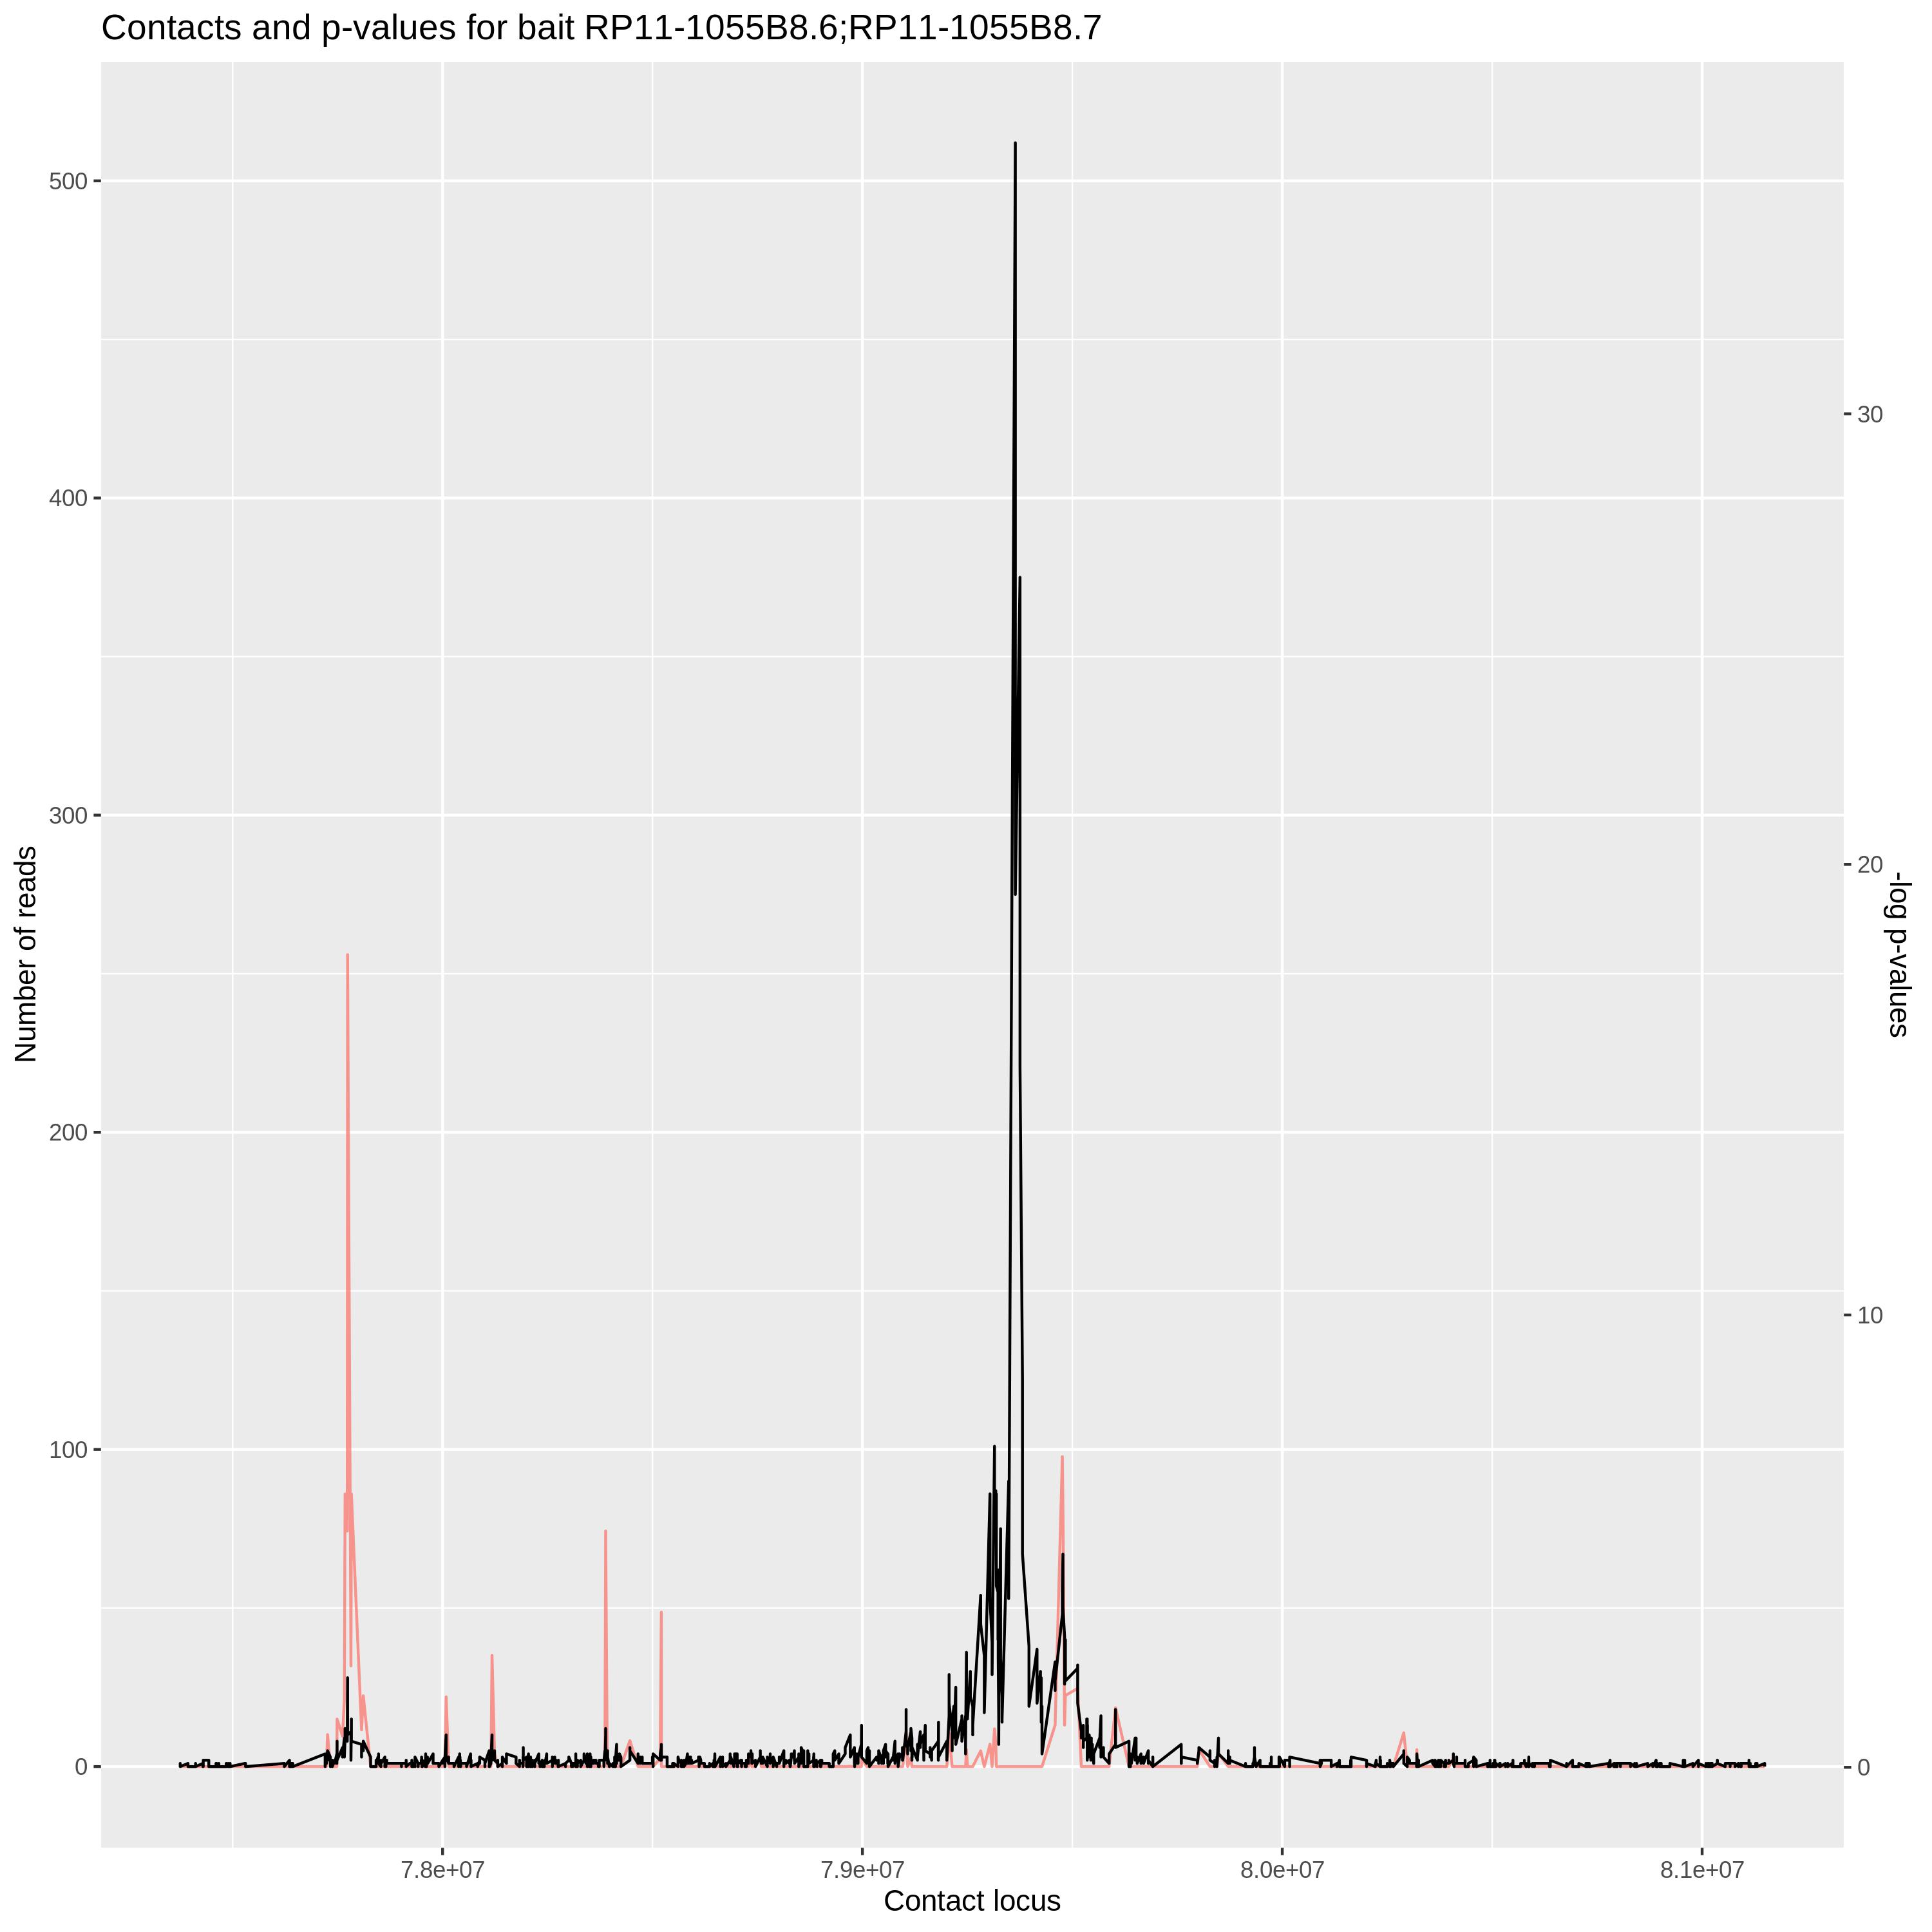 Contacts and p-values for bait RP11-1055B8.6;RP11-1055B8.7
500
400
300
200
100
0
Number of reads
30
20
10
0
-log p-values
7.8e+07 7.9e+07 8.0e+07 8.1e+07
Contact locus